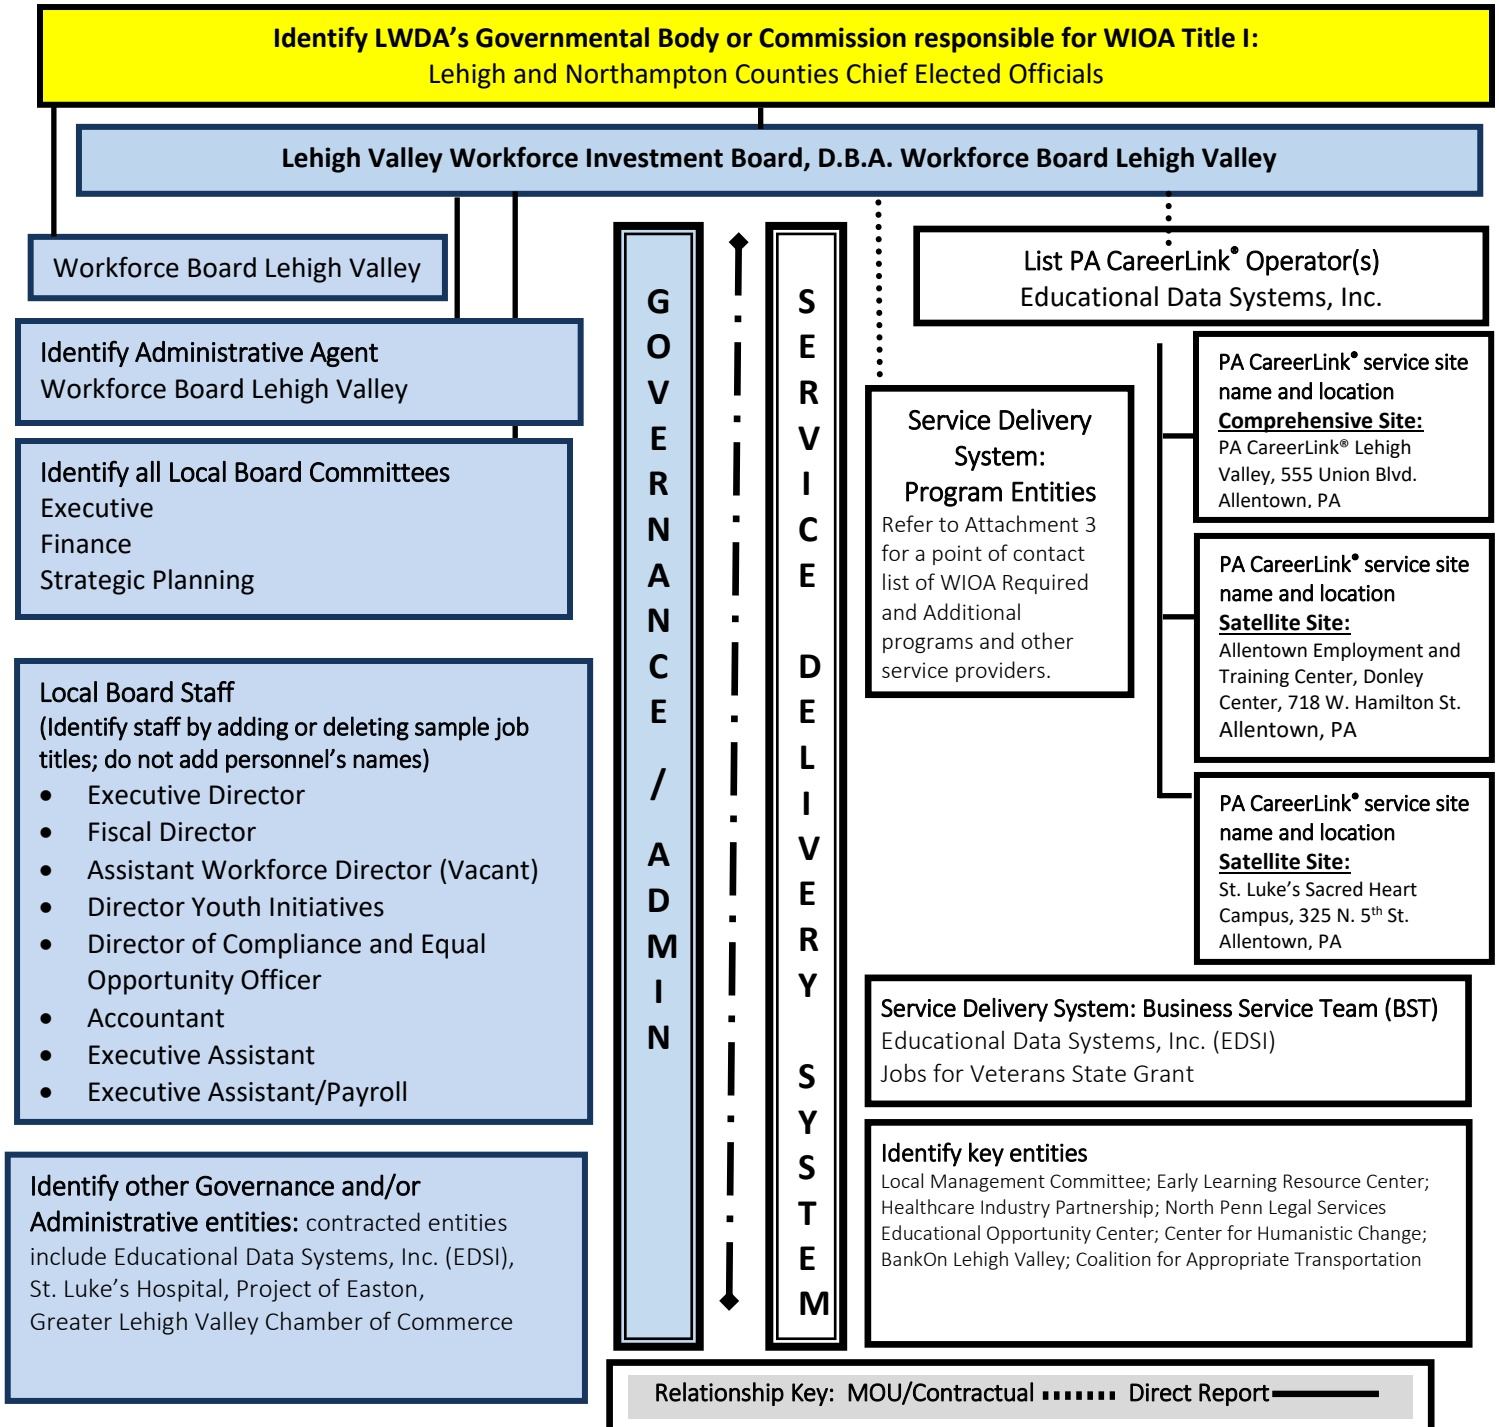 Identify LWDA's Governmental Body or Commission responsible for WIOA Title I:
Lehigh and Northampton Counties Chief Elected Officials
Lehigh Valley Workforce Investment Board, D.B.A. Workforce Board Lehigh Valley
Workforce Board Lehigh Valley
Identify Administrative Agent
Workforce Board Lehigh Valley
Identify all Local Board Committees
Executive
Finance
Strategic Planning
Local Board Staff
(Identify staff by adding or deleting sample job
titles; do not add personnel's names)
• Executive Director
• Fiscal Director
• Assistant Workforce Director (Vacant)
• Director Youth Initiatives
• Director of Compliance and Equal
Opportunity Officer
• Accountant
• Executive Assistant
• Executive Assistant/Payroll
Identify other Governance and/or
Administrative entities: contracted entities
include Educational Data Systems, Inc. (EDSI),
St. Luke's Hospital, Project of Easton,
Greater Lehigh Valley Chamber of Commerce
GOVERNANCE / ADMIN
SERVICE DELIVERY SYSTEM
List PA CareerLink® Operator(s)
Educational Data Systems, Inc.
Service Delivery
System:
Program Entities
Refer to Attachment 3
for a point of contact
list of WIOA Required
and Additional
programs and other
service providers.
PA CareerLink® service site
name and location
Comprehensive Site:
PA CareerLink® Lehigh
Valley, 555 Union Blvd.
Allentown, PA
PA CareerLink® service site
name and location
Satellite Site:
Allentown Employment and
Training Center, Donley
Center, 718 W. Hamilton St.
Allentown, PA
PA CareerLink® service site
name and location
Satellite Site:
St. Luke's Sacred Heart
Campus, 325 N. 5th St.
Allentown, PA
Service Delivery System: Business Service Team (BST)
Educational Data Systems, Inc. (EDSI)
Jobs for Veterans State Grant
Identify key entities
Local Management Committee; Early Learning Resource Center;
Healthcare Industry Partnership; North Penn Legal Services
Educational Opportunity Center; Center for Humanistic Change;
BankOn Lehigh Valley; Coalition for Appropriate Transportation
Relationship Key: MOU/Contractual Direct Report